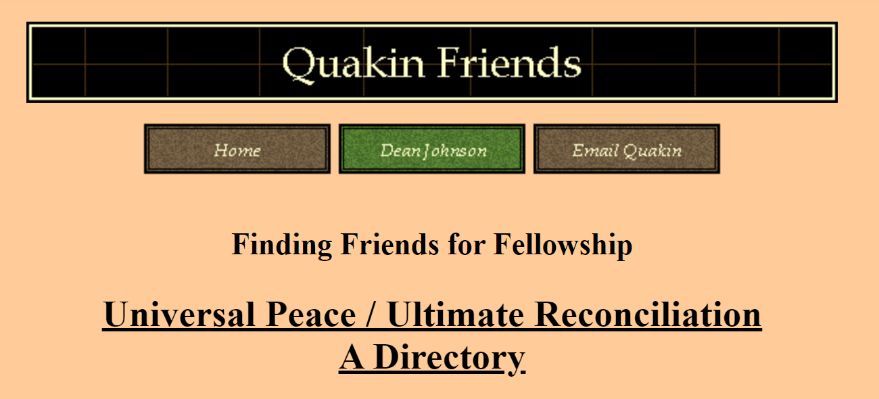 Quakin Friends
Home Dean Johnson Email Quakin
Finding Friends for Fellowship
Universal Peace / Ultimate Reconciliation
A Directory